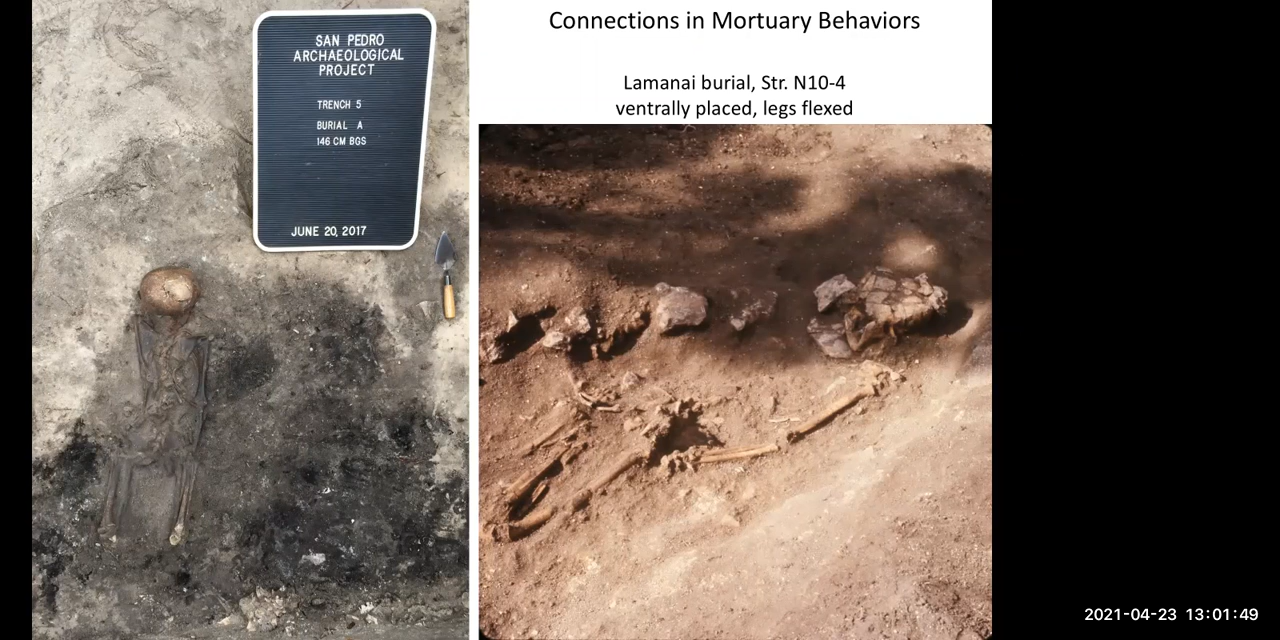 SAN PEDRO
ARCHAEOLOGICAL
PROJECT
TRENCH 5
BURIAL A
146 CM BGS
JUNE 20, 2017
Connections in Mortuary Behaviors
Lamanai burial, Str. N10-4
ventrally placed, legs flexed
2021-04-23 13:01:49